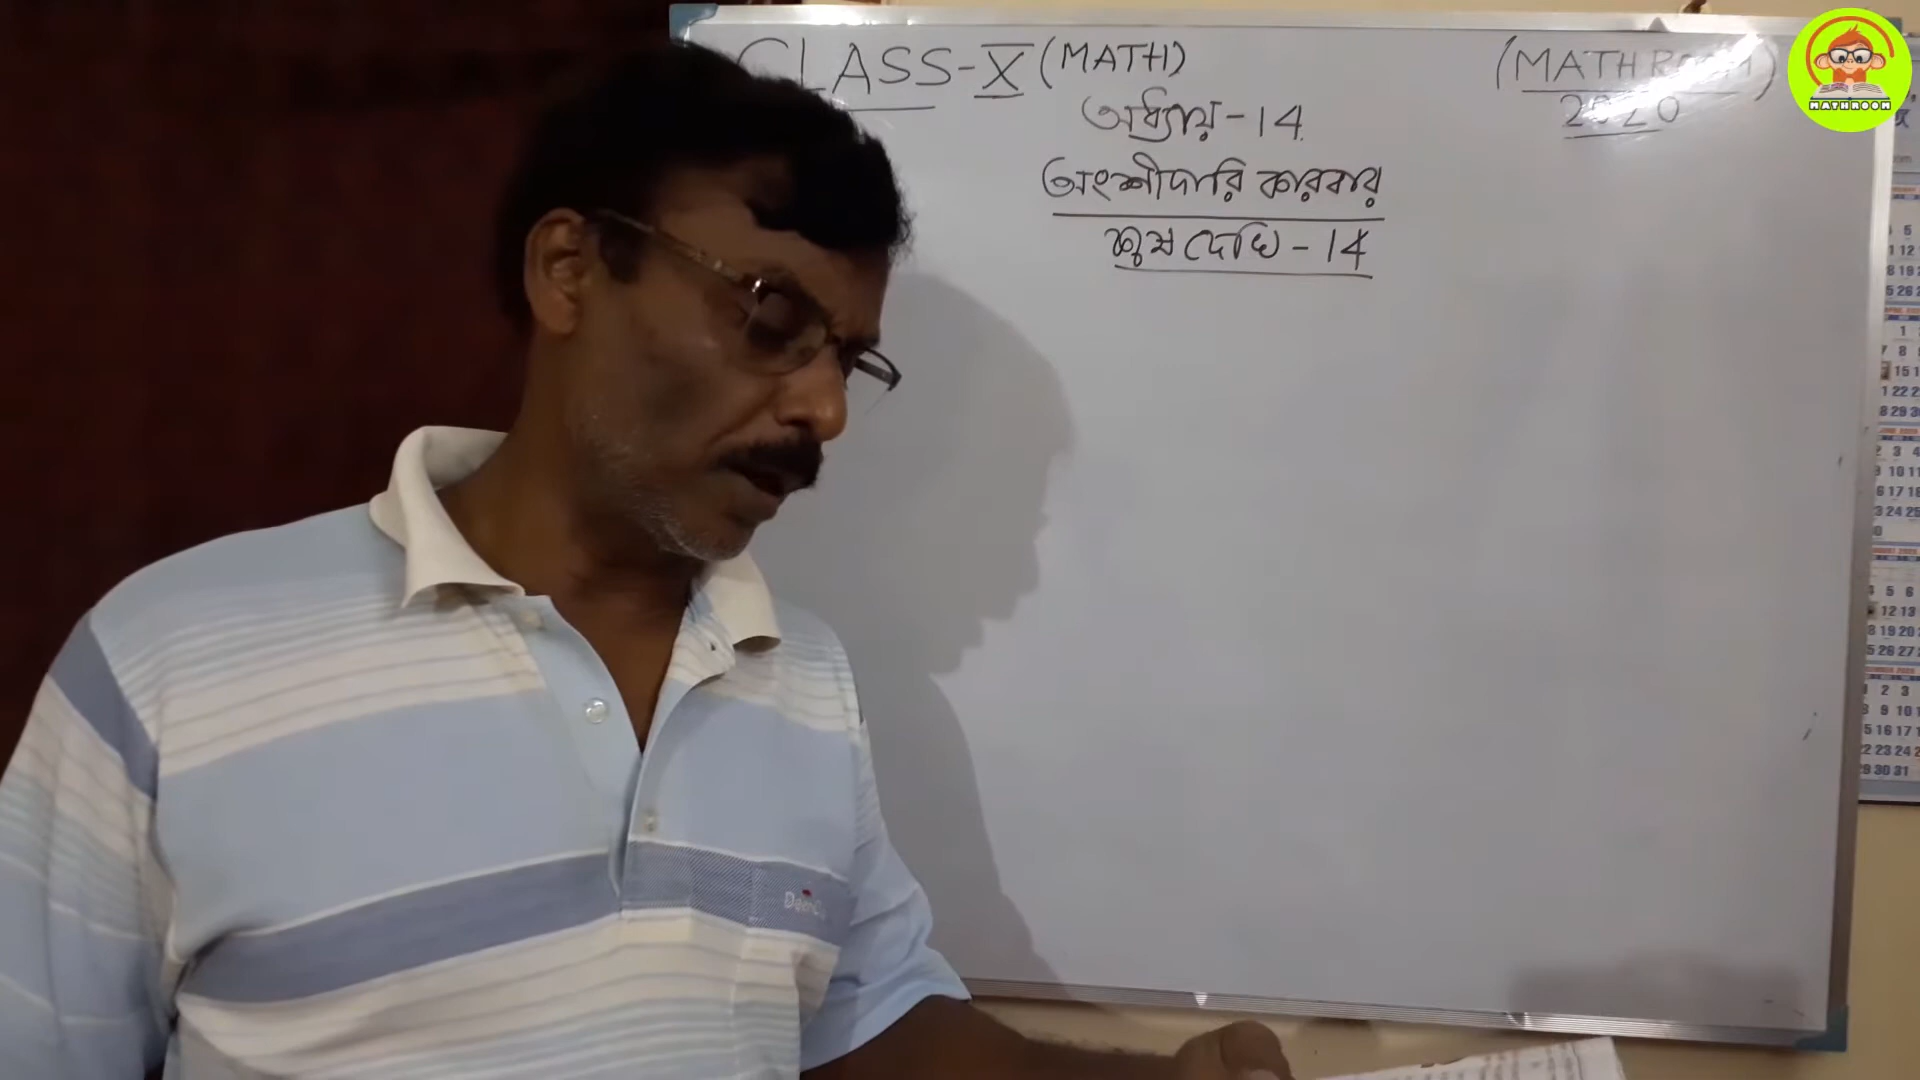 CLASS-X (MATH)
(MATH ROOM)
2020
অধ্যায় - 14
অংশীদারি কারবার
কষে দেখি - 14
MATHROOM